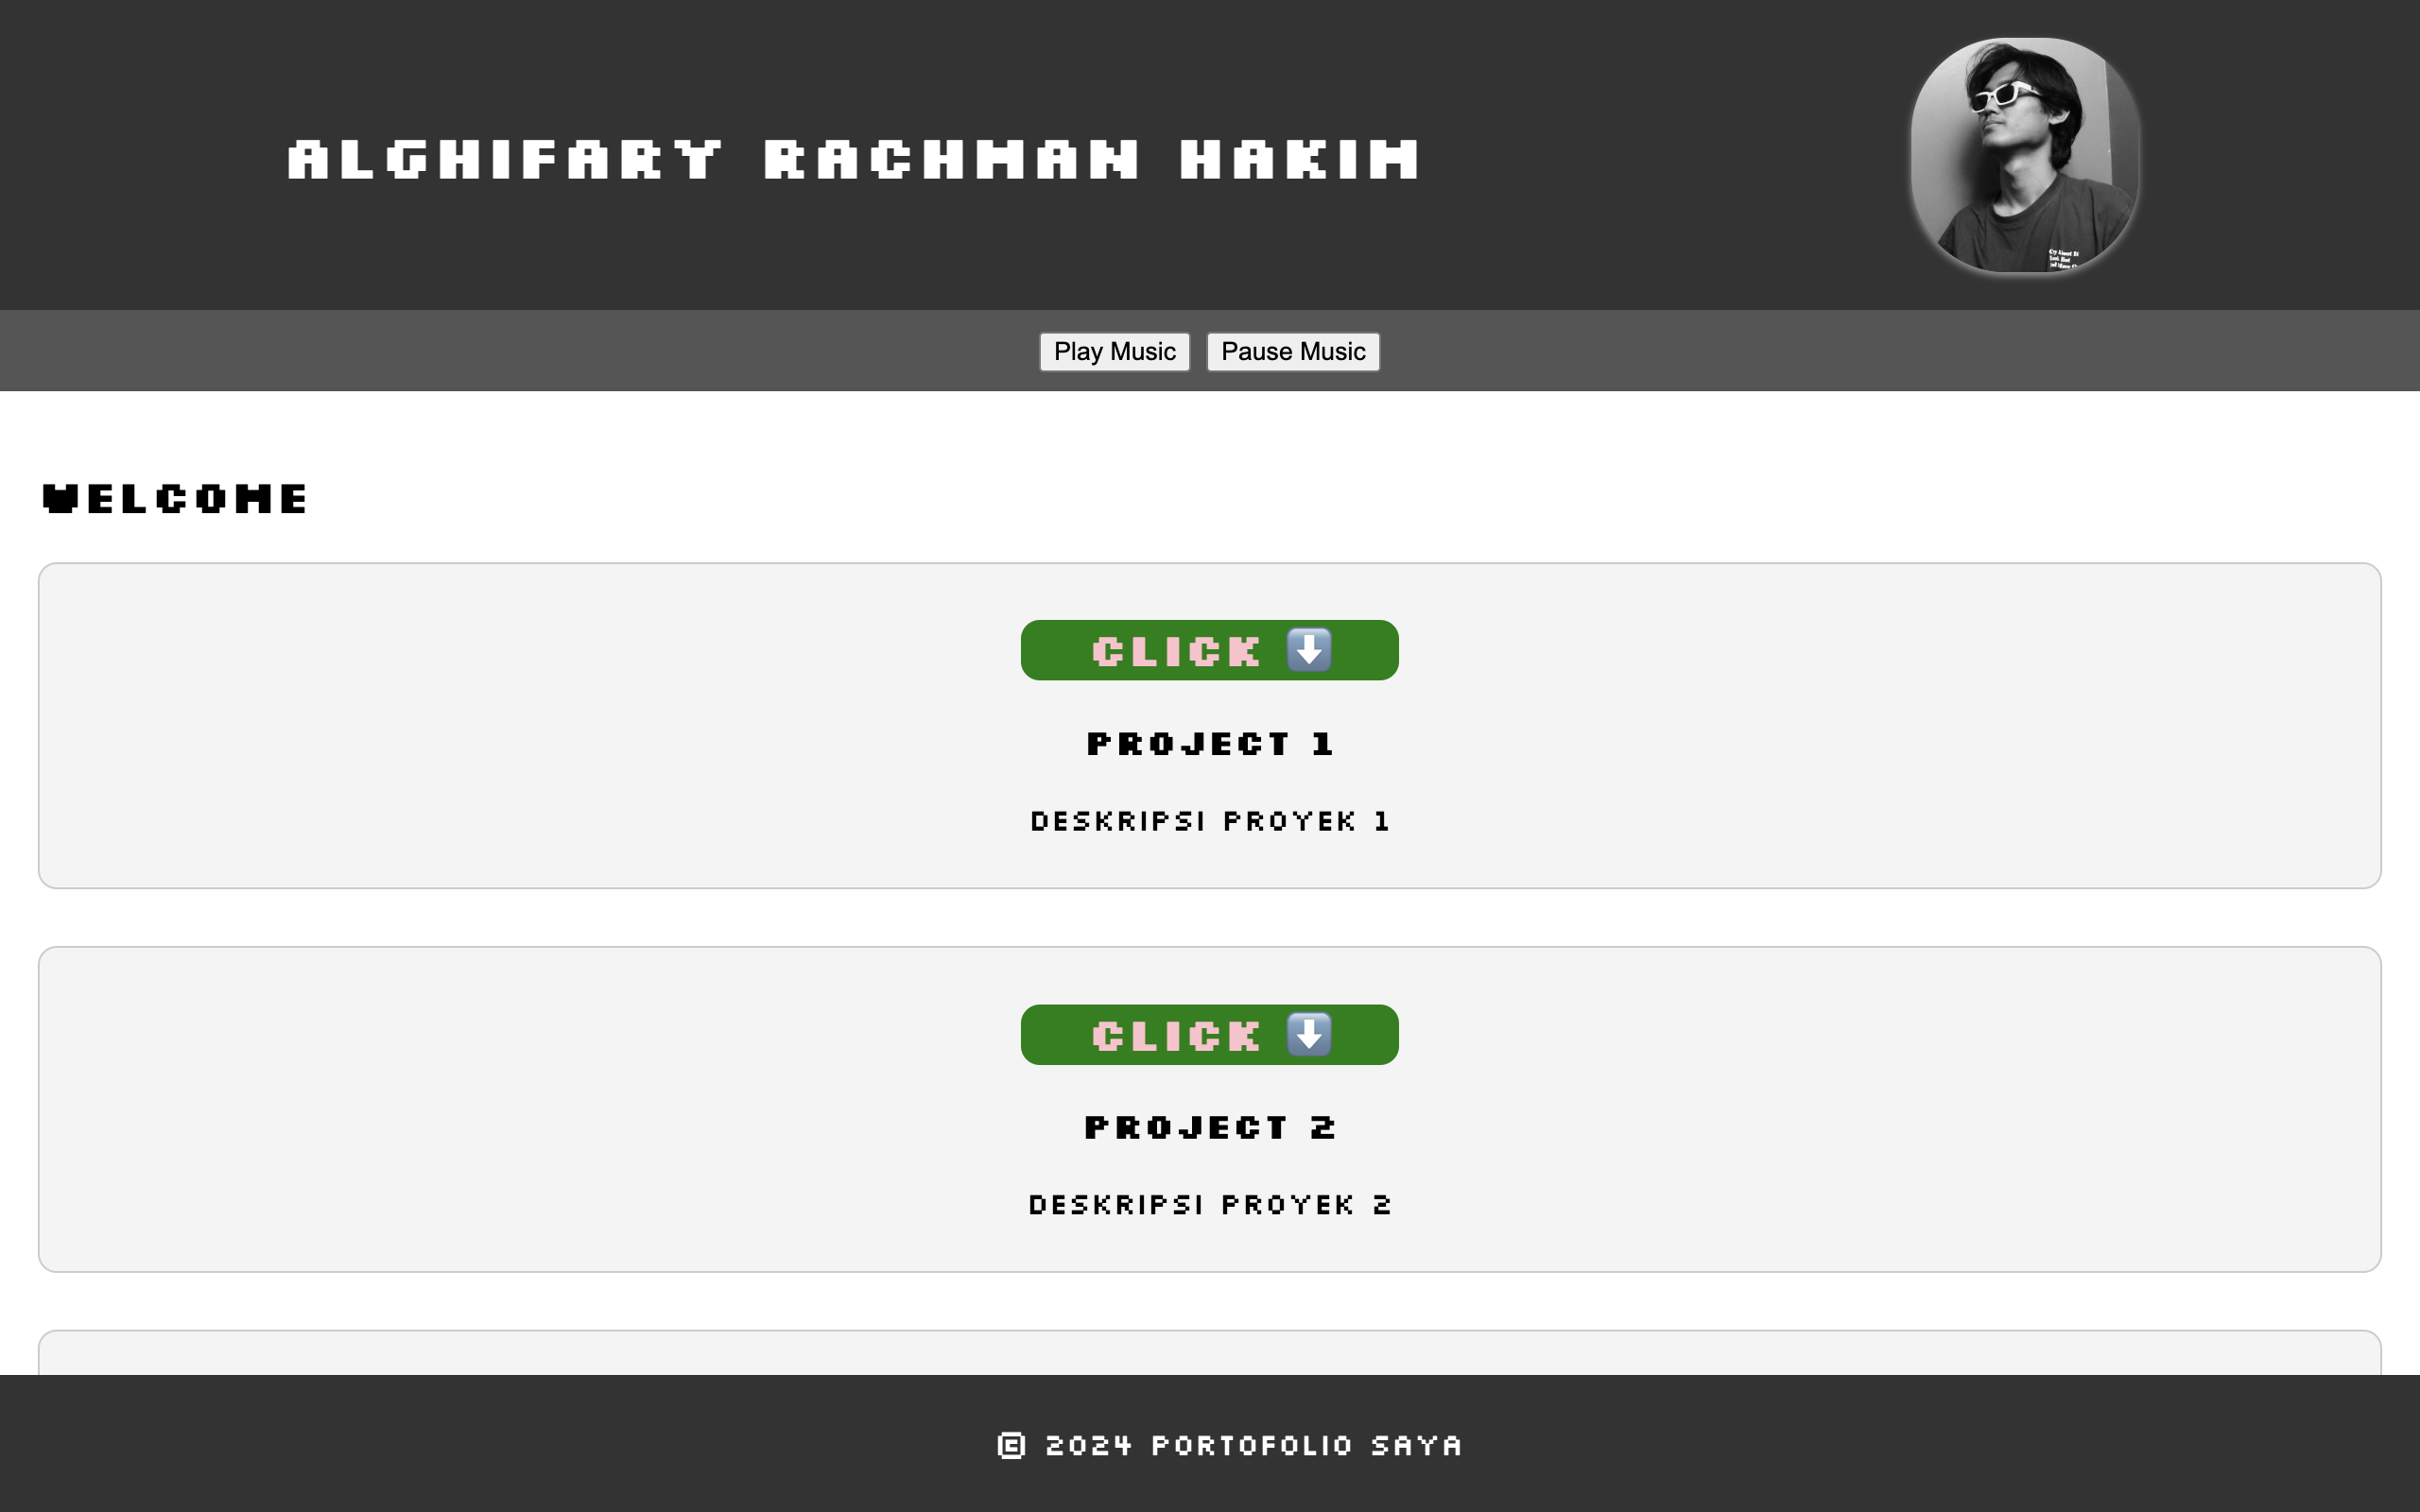 ALGHIFARY RACHMAN HAKIM
Play Music Pause Music
WELCOME
CLICK ⬇️
PROJECT 1
DESKRIPSI PROYEK 1
CLICK ⬇️
PROJECT 2
DESKRIPSI PROYEK 2
© 2024 PORTOFOLIO SAYA